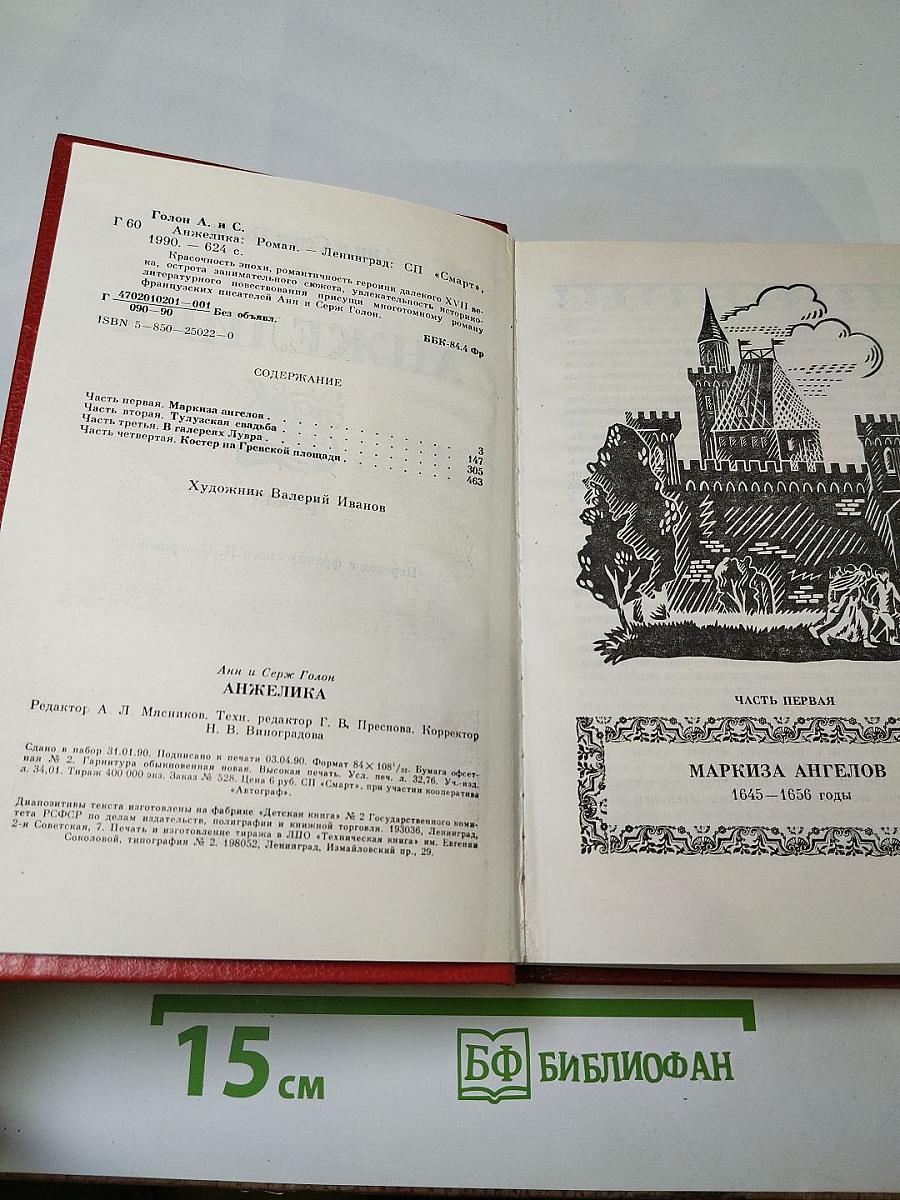 Голон А. и С.
Г 60 Анжелика: Роман. — Ленинград: СП «Смарт»,
1990. — 624 с.
Красочность эпохи, романтичность героини далекого XVII ве-
ка, острота занимательного сюжета, увлекательность историко-
литературного повествования присущи многотомному роману
французских писателей Анн и Серж Голон.
Г 4702010201—001 Без объявл.
090—90
ББК-84.4 Фр
ISBN 5—850—25022—0
СОДЕРЖАНИЕ
Часть первая. Маркиза ангелов . . . . . . . . . . 3
Часть вторая. Тулузская свадьба . . . . . . . . . . 147
Часть третья. В галереях Лувра . . . . . . . . . . 305
Часть четвертая. Костер на Гревской площади . . . . . . 463
Художник Валерий Иванов
Анн и Серж Голон
АНЖЕЛИКА
Редактор А. Л. Мясников. Техн. редактор Г. В. Преснова. Корректор
Н. В. Виноградова
Сдано в набор 31.01.90. Подписано к печати 03.04.90. Формат 84×108¹/₃₂. Бумага офсет-
ная № 2. Гарнитура обыкновенная новая. Высокая печать. Усл. печ. л. 32,76. Уч.-изд.
л. 34,01. Тираж 400 000 экз. Заказ № 528. Цена 6 руб. СП «Смарт», при участии кооператива
«Автограф».
Диапозитивы текста изготовлены на фабрике «Детская книга» № 2 Государственного коми-
тета РСФСР по делам издательств, полиграфии и книжной торговли. 193036, Ленинград,
2-я Советская, 7. Печать и изготовление тиража в ЛПО «Техническая книга» им. Евгении
Соколовой, типография № 2. 198052, Ленинград, Измайловский пр., 29.
ЧАСТЬ ПЕРВАЯ
МАРКИЗА АНГЕЛОВ
1645—1656 годы
15 см
БФ БИБЛИОФАН